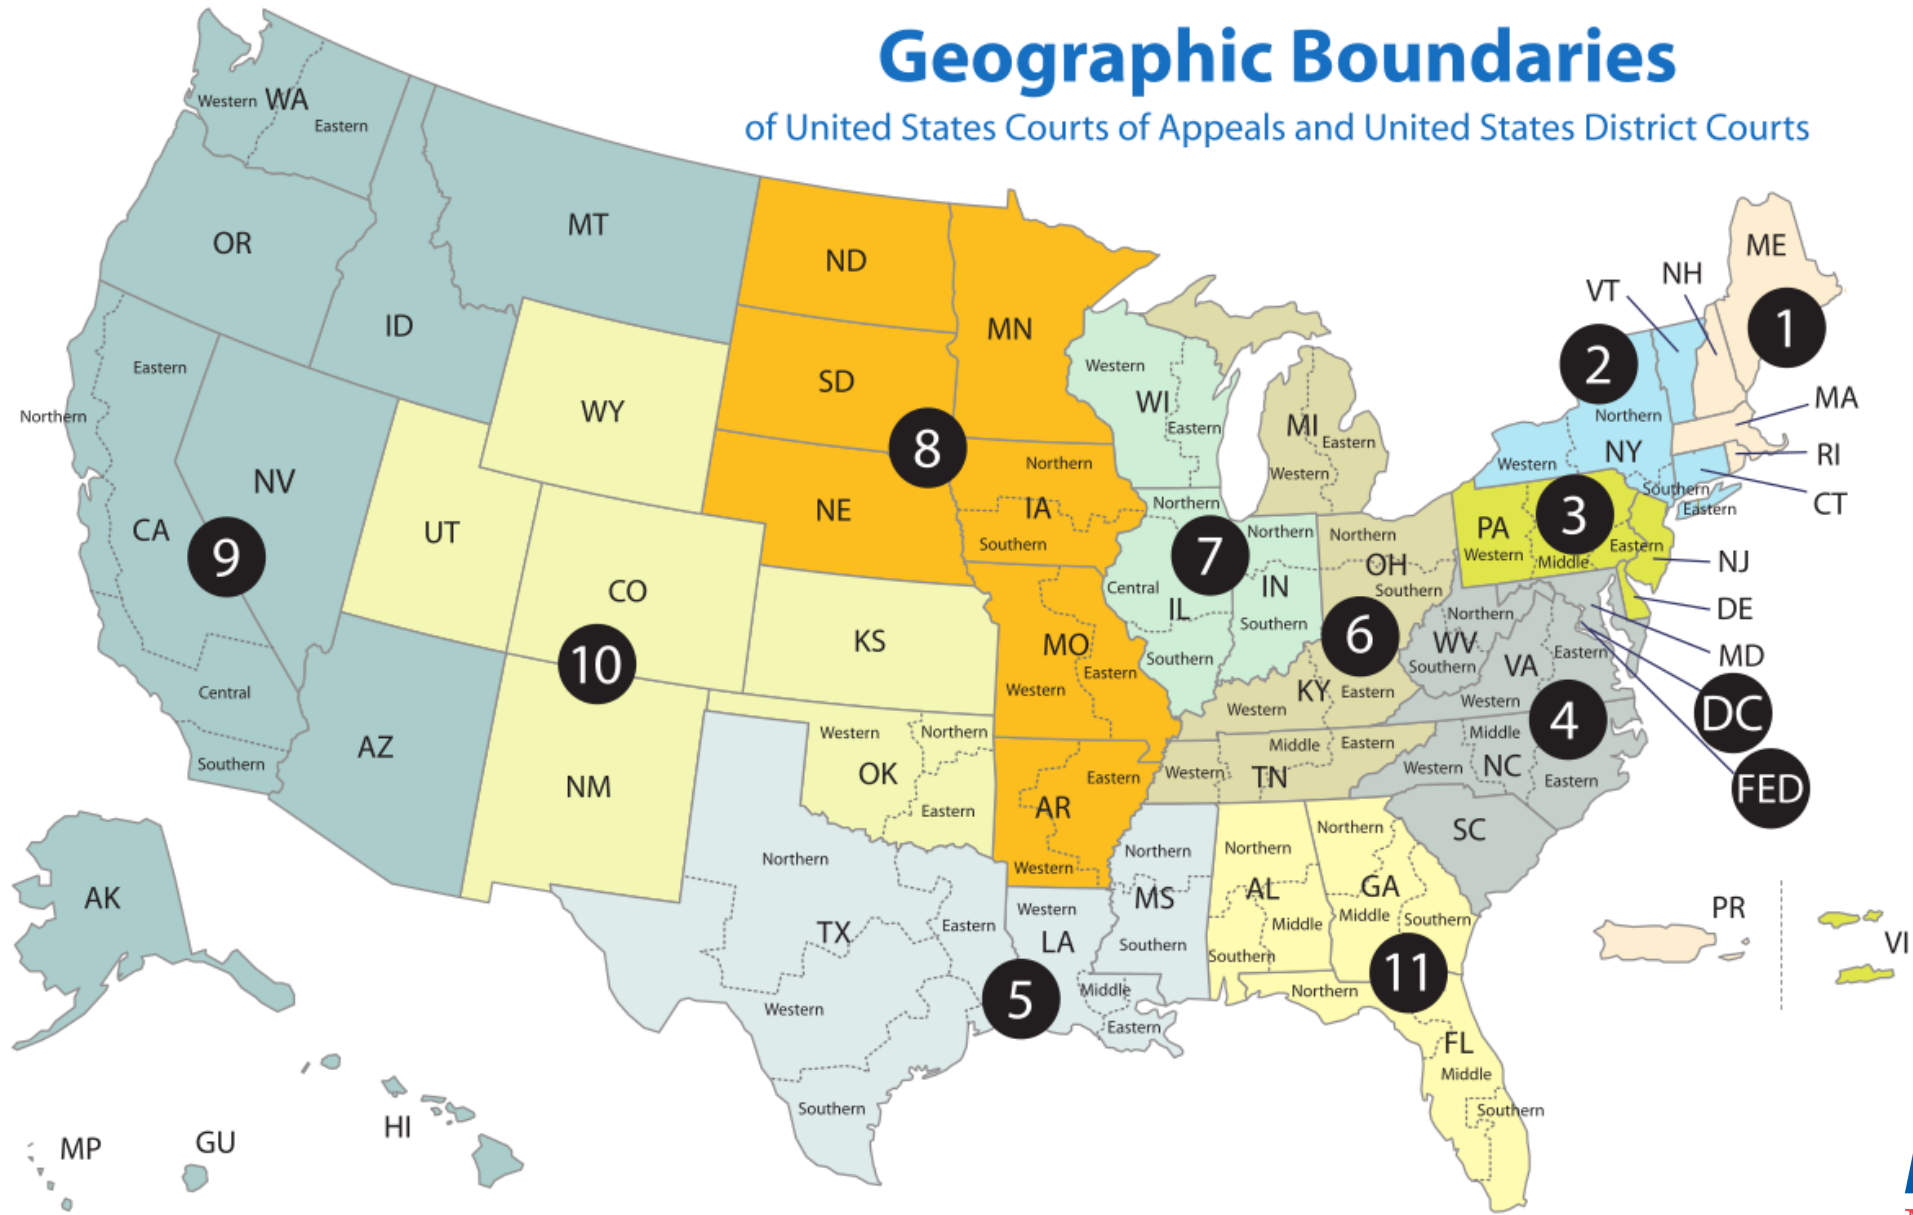 Geographic Boundaries
of United States Courts of Appeals and United States District Courts
Western WA
Eastern
OR
MT
ID
ND
MN
SD
WY
8
NE
Northern
IA
Southern
Eastern
Northern
NV
CA
9
Central
Southern
UT
CO
10
KS
AZ
NM
MO
Eastern
Western
Western
Northern
OK
Eastern
AR
Eastern
Western
Western
WI
Eastern
MI
Eastern
Western
Northern
7
Central
IL
Southern
Northern
IN
Southern
Northern
OH
Southern
6
KY
Western
Eastern
Western
Middle
Eastern
TN
ME
1
NH
VT
2
Northern
NY
Western
Southern
Eastern
MA
RI
CT
PA
3
Western
Middle
Eastern
NJ
DE
MD
DC
FED
Northern
WV
Southern
VA
Eastern
Western
4
Middle
Western
NC
Eastern
SC
Northern
TX
Eastern
Western
Southern
Western
LA
5
Middle
Eastern
Northern
MS
Southern
Northern
AL
Middle
Southern
Northern
GA
Middle
Southern
11
Northern
FL
Middle
Southern
AK
MP
GU
HI
PR
VI